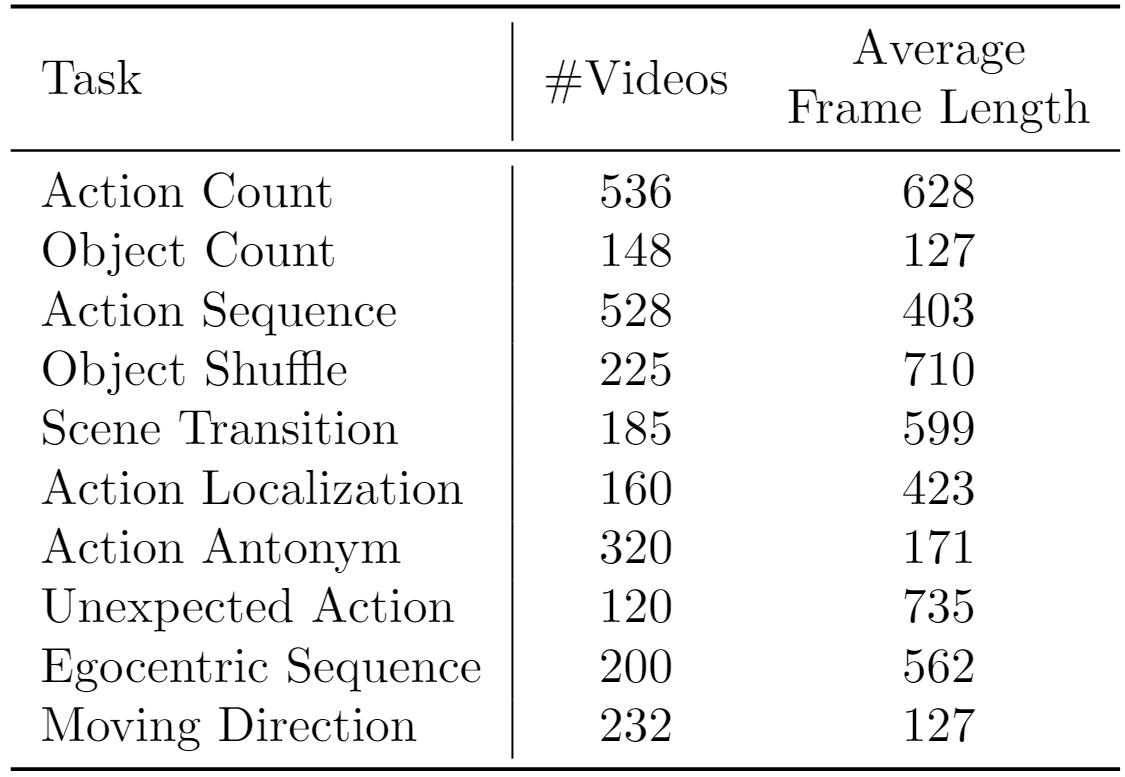 Task #Videos Average Frame Length
Action Count 536 628
Object Count 148 127
Action Sequence 528 403
Object Shuffle 225 710
Scene Transition 185 599
Action Localization 160 423
Action Antonym 320 171
Unexpected Action 120 735
Egocentric Sequence 200 562
Moving Direction 232 127